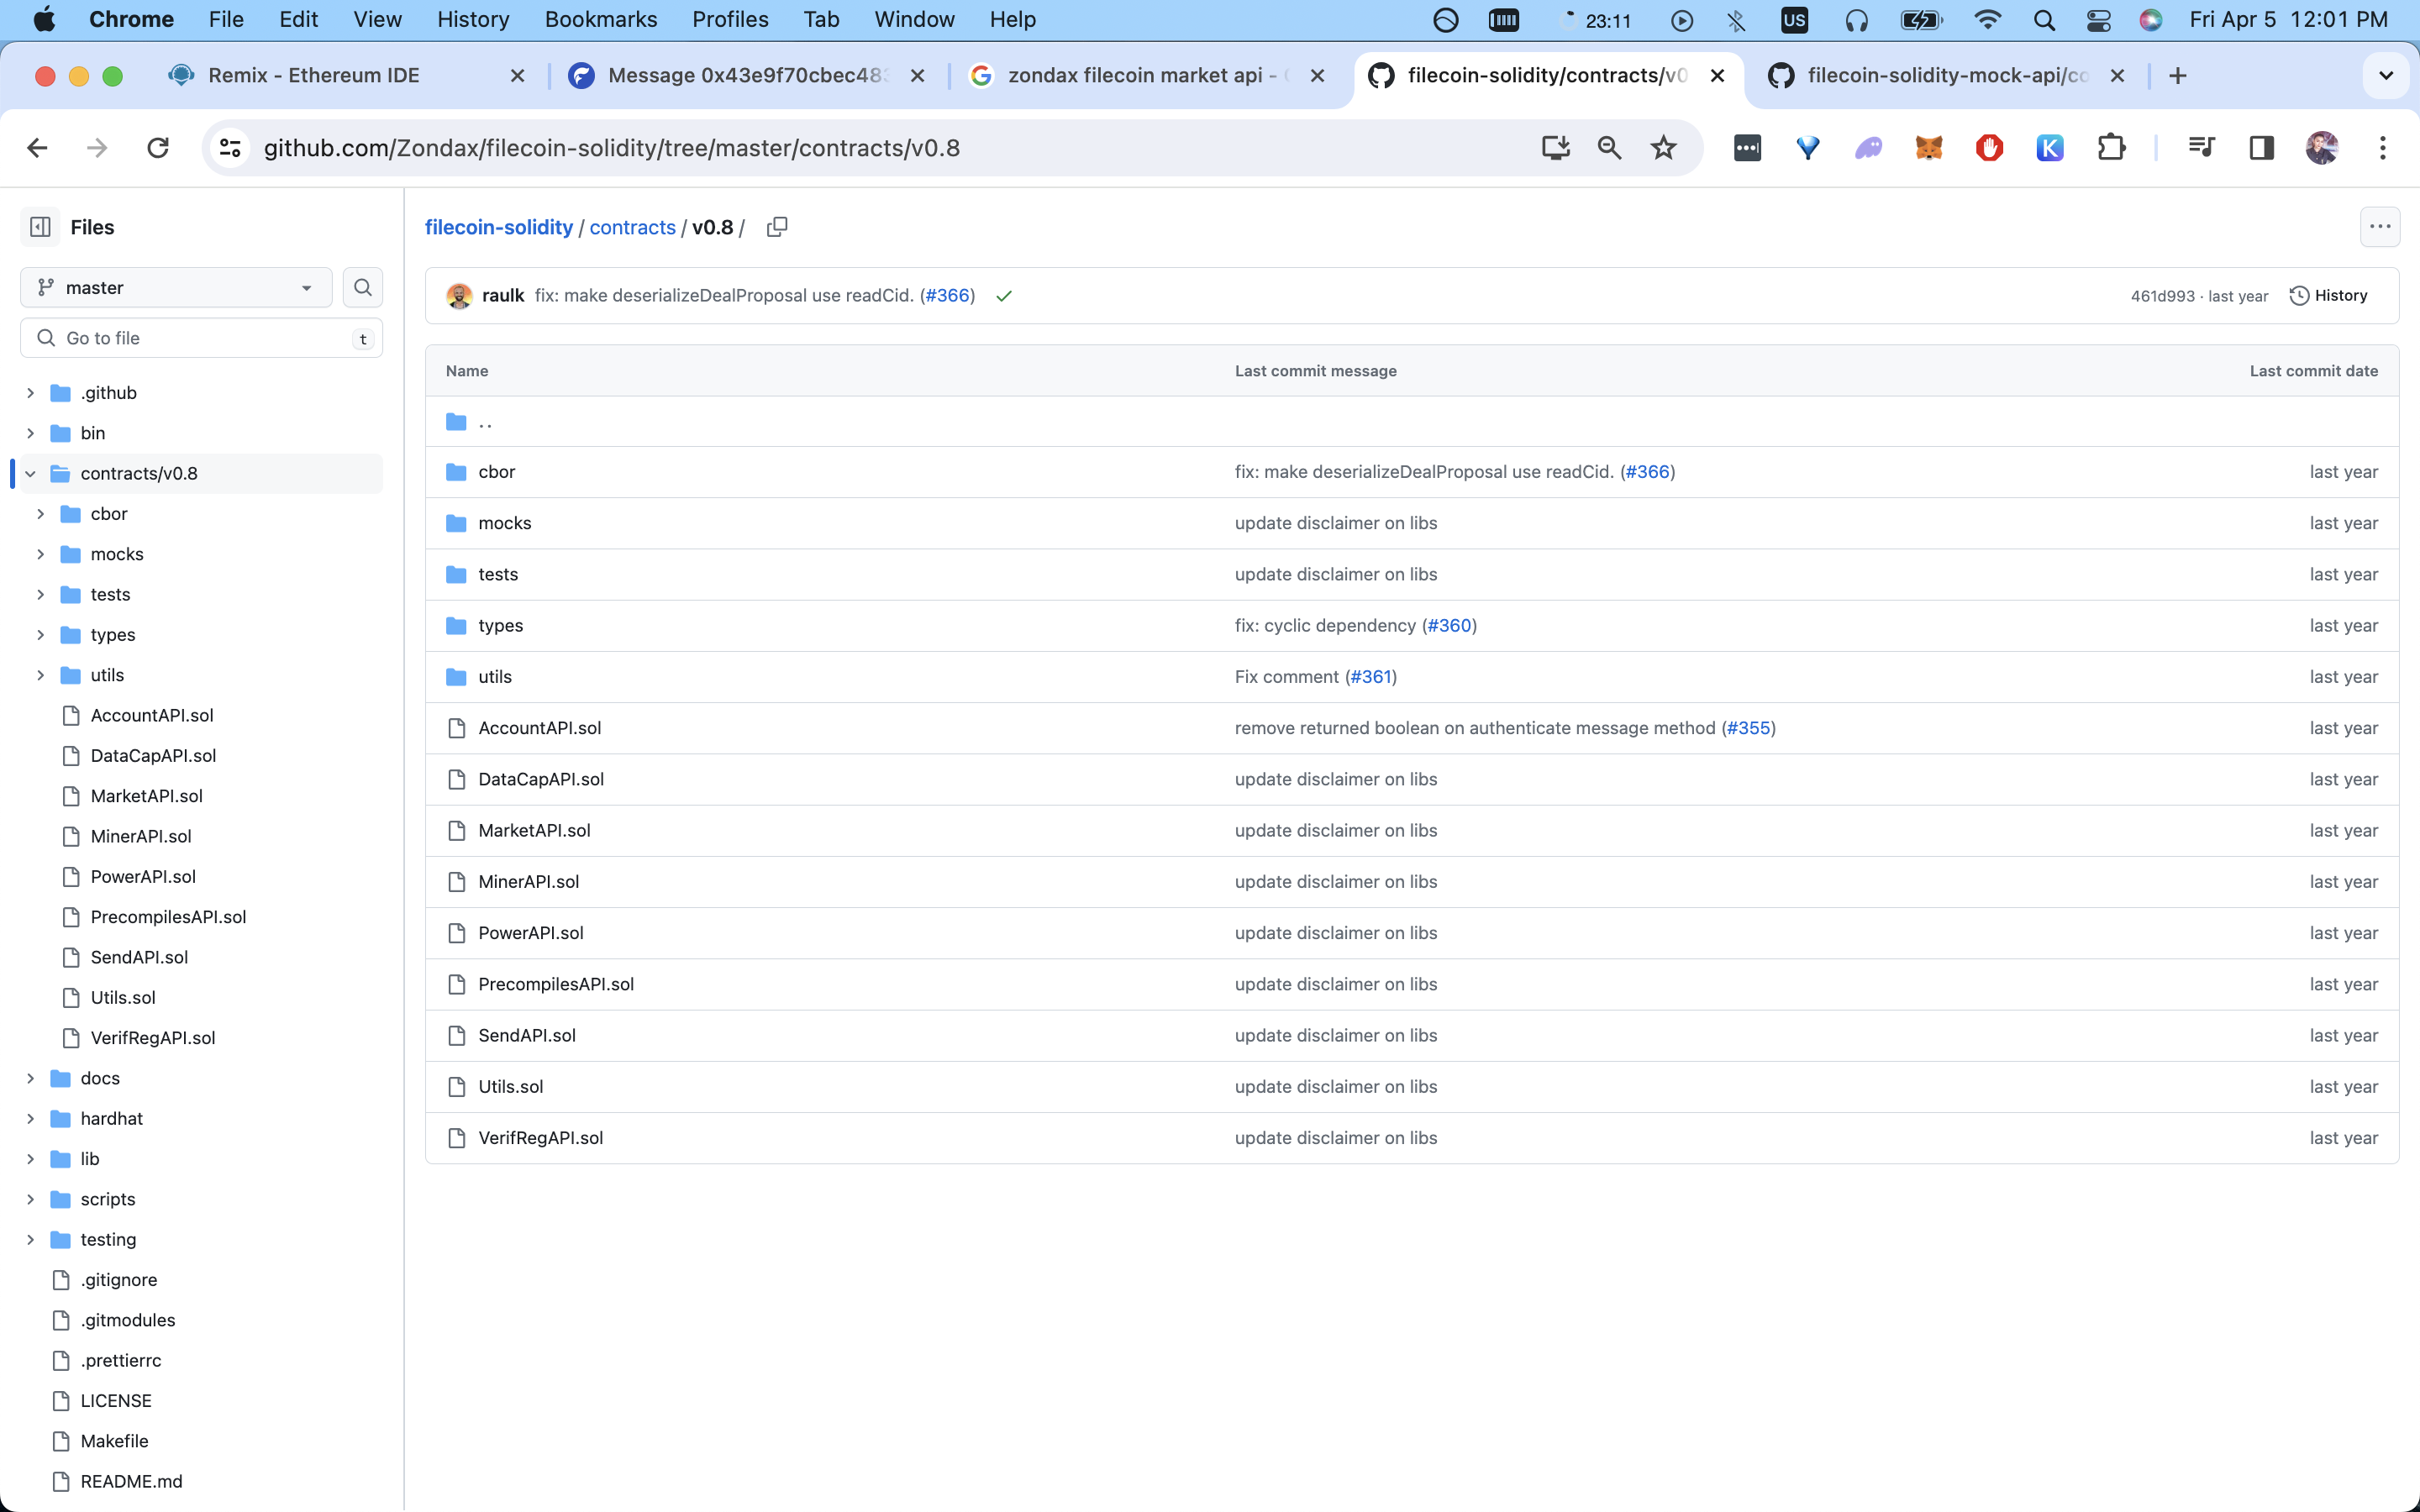 Chrome File Edit View History Bookmarks Profiles Tab Window Help 23:11 US Fri Apr 5 12:01 PM
Remix - Ethereum IDE Message 0x43e9f70cbec483 zondax filecoin market api - filecoin-solidity/contracts/v0 filecoin-solidity-mock-api/co
github.com/Zondax/filecoin-solidity/tree/master/contracts/v0.8 K
Files
master
Go to file t
.github
bin
contracts/v0.8
cbor
mocks
tests
types
utils
AccountAPI.sol
DataCapAPI.sol
MarketAPI.sol
MinerAPI.sol
PowerAPI.sol
PrecompilesAPI.sol
SendAPI.sol
Utils.sol
VerifRegAPI.sol
docs
hardhat
lib
scripts
testing
.gitignore
.gitmodules
.prettierrc
LICENSE
Makefile
README.md
filecoin-solidity / contracts / v0.8 /
raulk fix: make deserializeDealProposal use readCid. (#366) 461d993 · last year History
Name Last commit message Last commit date
..
cbor fix: make deserializeDealProposal use readCid. (#366) last year
mocks update disclaimer on libs last year
tests update disclaimer on libs last year
types fix: cyclic dependency (#360) last year
utils Fix comment (#361) last year
AccountAPI.sol remove returned boolean on authenticate message method (#355) last year
DataCapAPI.sol update disclaimer on libs last year
MarketAPI.sol update disclaimer on libs last year
MinerAPI.sol update disclaimer on libs last year
PowerAPI.sol update disclaimer on libs last year
PrecompilesAPI.sol update disclaimer on libs last year
SendAPI.sol update disclaimer on libs last year
Utils.sol update disclaimer on libs last year
VerifRegAPI.sol update disclaimer on libs last year